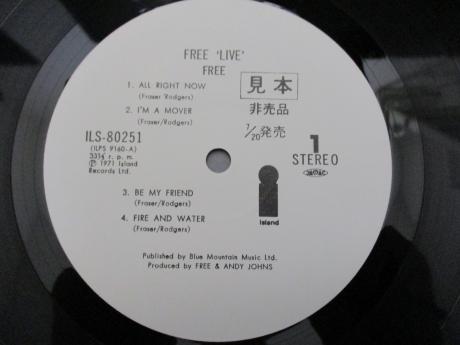 FREE 'LIVE'
FREE
1. ALL RIGHT NOW
(Fraser/Rodgers)
2. I'M A MOVER
(Fraser/Rodgers)
見本
非売品
7/20発売
ILS-80251
(ILPS 9160-A)
33⅓ r. p. m.
Ⓟ 1971 Island
Records Ltd.
1
STEREO
3. BE MY FRIEND
(Fraser/Rodgers)
4. FIRE AND WATER
(Fraser/Rodgers)
island
Published by Blue Mountain Music Ltd.
Produced by FREE & ANDY JOHNS